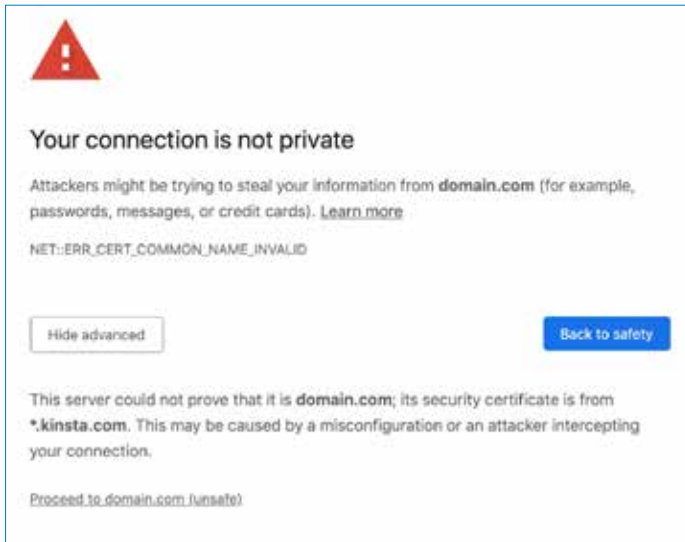 Your connection is not private
Attackers might be trying to steal your information from domain.com (for example,
passwords, messages, or credit cards). Learn more
NET::ERR_CERT_COMMON_NAME_INVALID
Hide advanced
Back to safety
This server could not prove that it is domain.com; its security certificate is from
*.kinsta.com. This may be caused by a misconfiguration or an attacker intercepting
your connection.
Proceed to domain.com (unsafe)